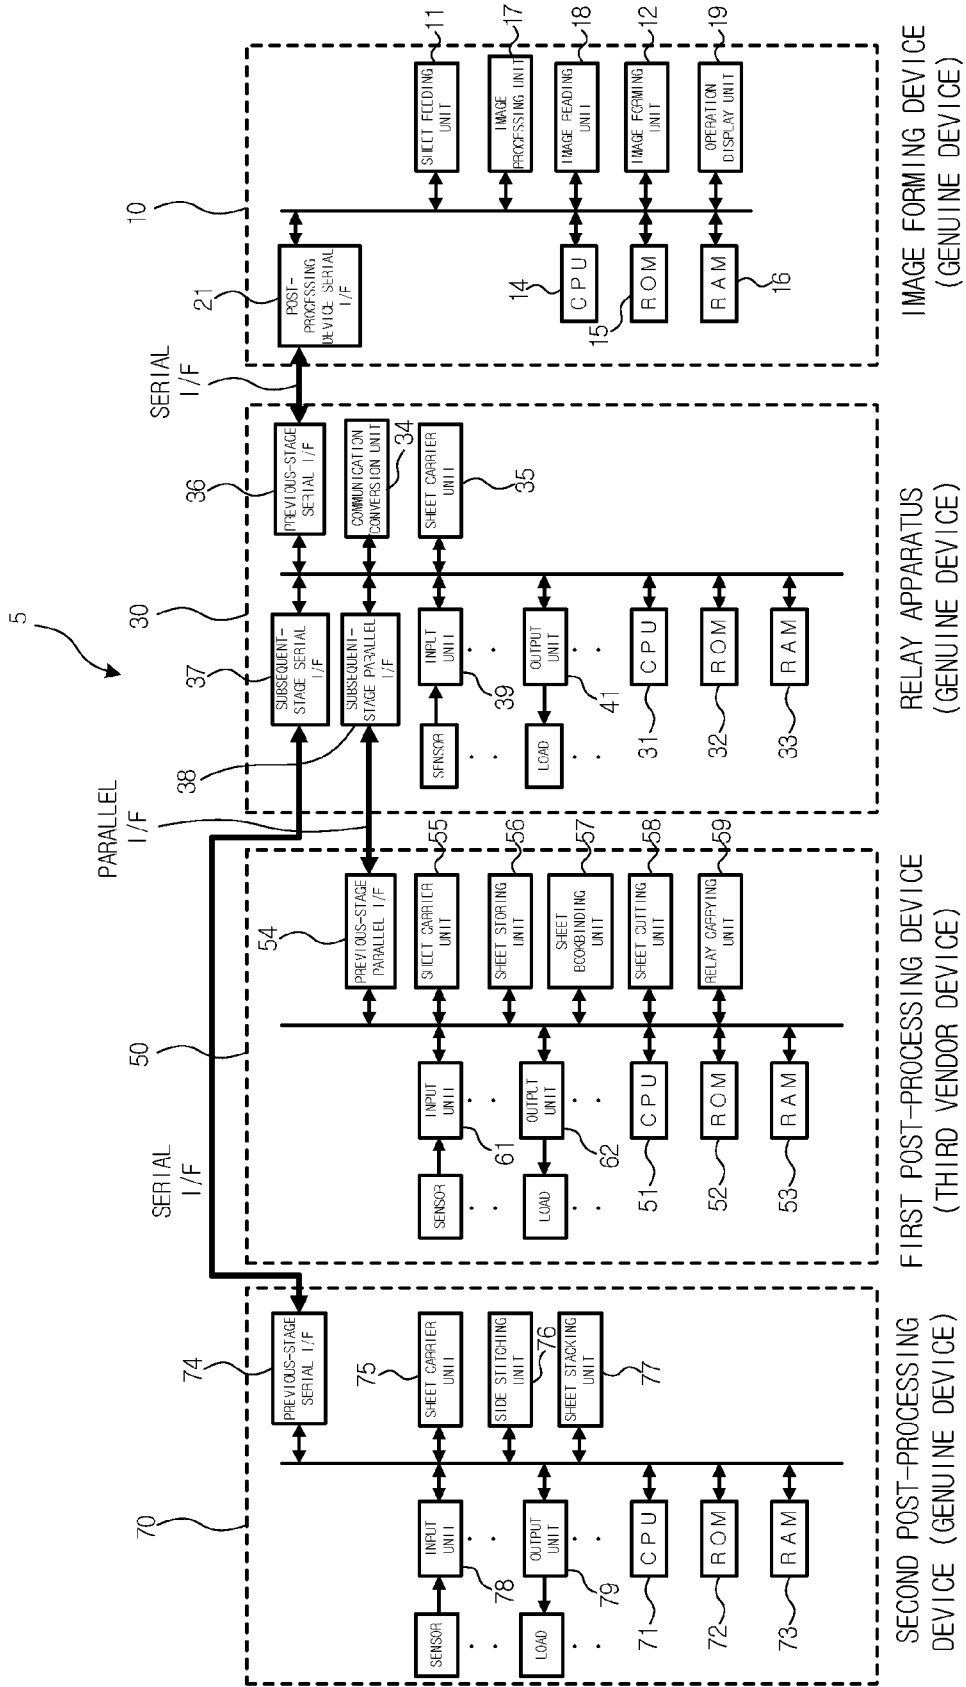 5
SERIAL
I/F
PARALLEL
I/F
SERIAL
I/F
70
74
PREVIOUS-STAGE
SERIAL I/F
SHEET CARRIER
UNIT
75
SIDE STITCHING
UNIT
76
SHEET STACKING
UNIT
77
SENSOR
INPUT
UNIT
78
LOAD
OUTPUT
UNIT
79
CPU
71
ROM
72
RAM
73
SECOND POST-PROCESSING
DEVICE (GENUINE DEVICE)
50
54
PREVIOUS-STAGE
PARALLEL I/F
SHEET CARRIER
UNIT
55
SHEET STORING
UNIT
56
SHEET
BOOKBINDING
UNIT
57
SHEET CUTTING
UNIT
58
RELAY CARRYING
UNIT
59
SENSOR
INPUT
UNIT
61
LOAD
OUTPUT
UNIT
62
CPU
51
ROM
52
RAM
53
FIRST POST-PROCESSING DEVICE
(THIRD VENDOR DEVICE)
30
37
SUBSEQUENT-
STAGE SERIAL
I/F
36
PREVIOUS-STAGE
SERIAL I/F
38
SUBSEQUENT-
STAGE PARALLEL
I/F
COMMUNICATION
CONVERSION UNIT
34
SHEET CARRIER
UNIT
35
SENSOR
INPUT
UNIT
39
LOAD
OUTPUT
UNIT
41
CPU
31
ROM
32
RAM
33
RELAY APPARATUS
(GENUINE DEVICE)
10
21
POST-
PROCESSING
DEVICE SERIAL
I/F
SHEET FEEDING
UNIT
11
IMAGE
PROCESSING UNIT
17
IMAGE READING
UNIT
18
IMAGE FORMING
UNIT
12
OPERATION
DISPLAY UNIT
19
14
CPU
15
ROM
RAM
16
IMAGE FORMING DEVICE
(GENUINE DEVICE)